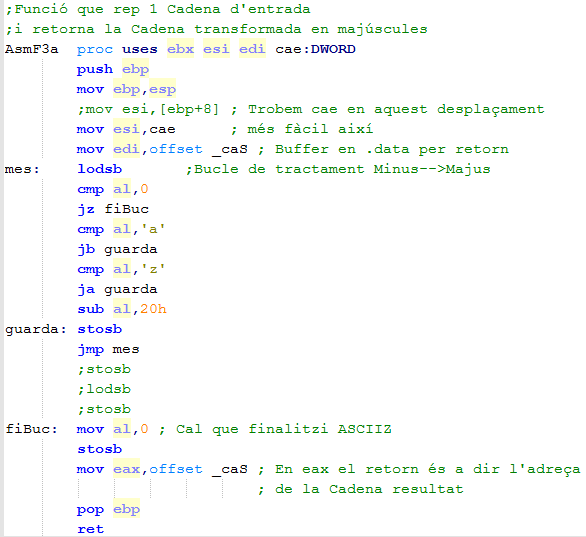 ;Funció que rep 1 Cadena d'entrada
;i retorna la Cadena transformada en majúscules
AsmF3a proc uses ebx esi edi cae:DWORD
push ebp
mov ebp,esp
;mov esi,[ebp+8] ; Trobem cae en aquest desplaçament
mov esi,cae ; més fàcil així
mov edi,offset _caS ; Buffer en .data per retorn
mes: lodsb ;Bucle de tractament Minus-->Majus
cmp al,0
jz fiBuc
cmp al,'a'
jb guarda
cmp al,'z'
ja guarda
sub al,20h
guarda: stosb
jmp mes
;stosb
;lodsb
;stosb
fiBuc: mov al,0 ; Cal que finalitzi ASCIIZ
stosb
mov eax,offset _caS ; En eax el retorn és a dir l'adreça
; de la Cadena resultat
pop ebp
ret